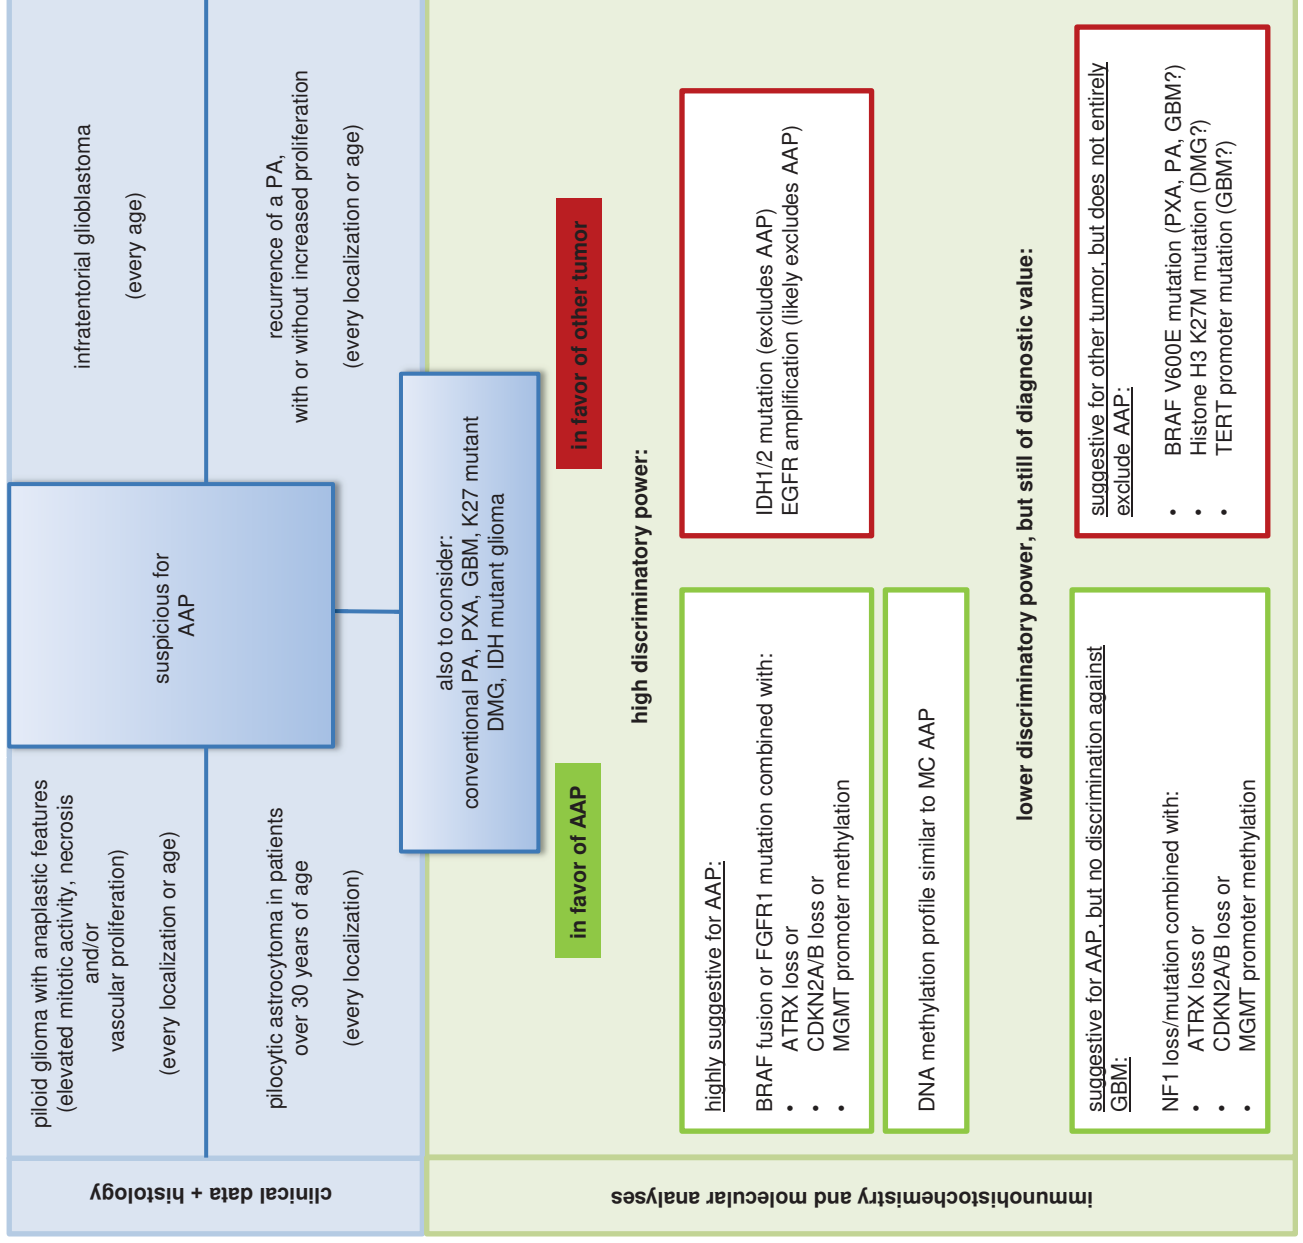 clinical data + histology
piloid glioma with anaplastic features
(elevated mitotic activity, necrosis
and/or
vascular proliferation)
(every localization or age)
suspicious for
AAP
infratentorial glioblastoma
(every age)
pilocytic astrocytoma in patients
over 30 years of age
(every localization)
recurrence of a PA,
with or without increased proliferation
(every localization or age)
also to consider:
conventional PA, PXA, GBM, K27 mutant
DMG, IDH mutant glioma
immunohistochemistry and molecular analyses
in favor of AAP
in favor of other tumor
high discriminatory power:
highly suggestive for AAP:
BRAF fusion or FGFR1 mutation combined with:
• ATRX loss or
• CDKN2A/B loss or
• MGMT promoter methylation
IDH1/2 mutation (excludes AAP)
EGFR amplification (likely excludes AAP)
DNA methylation profile similar to MC AAP
lower discriminatory power, but still of diagnostic value:
suggestive for AAP, but no discrimination against
GBM:
NF1 loss/mutation combined with:
• ATRX loss or
• CDKN2A/B loss or
• MGMT promoter methylation
suggestive for other tumor, but does not entirely
exclude AAP:
• BRAF V600E mutation (PXA, PA, GBM?)
• Histone H3 K27M mutation (DMG?)
• TERT promoter mutation (GBM?)